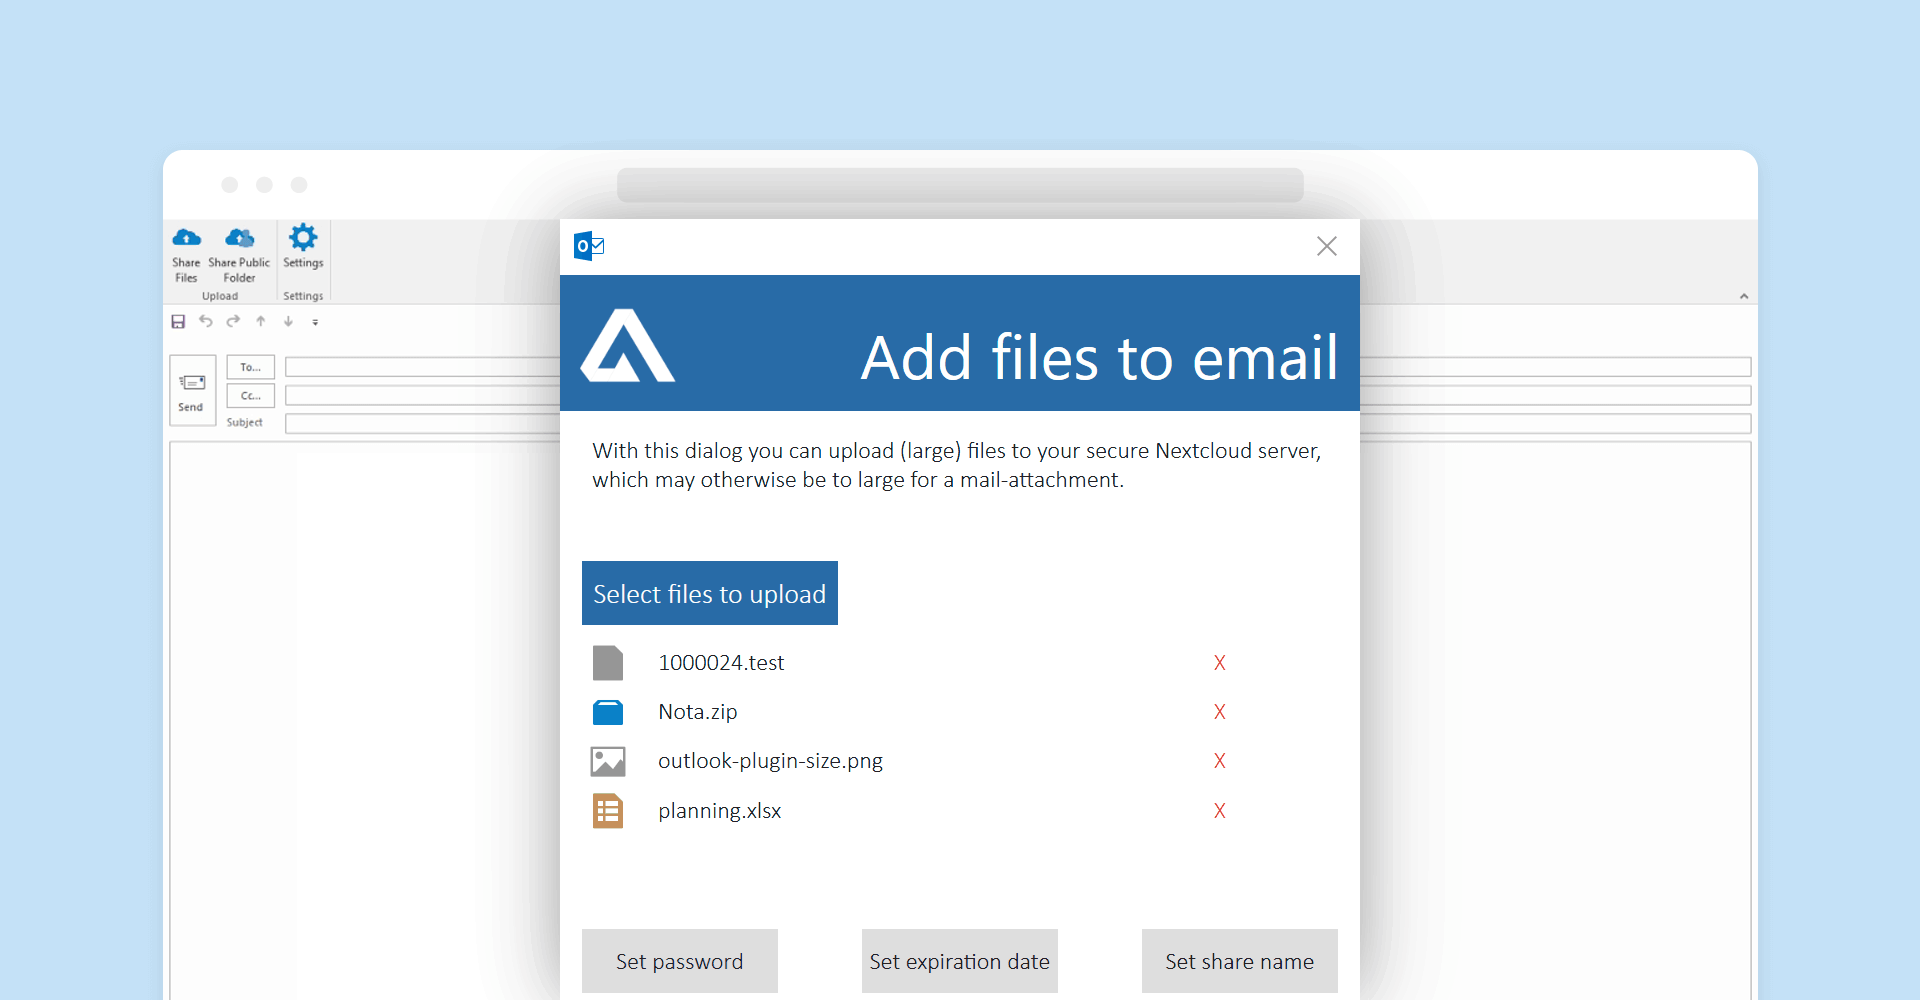 Share Files
Share Public Folder
Settings
Upload
Settings
Send
To...
Cc...
Subject
O
Add files to email
With this dialog you can upload (large) files to your secure Nextcloud server,
which may otherwise be to large for a mail-attachment.
Select files to upload
1000024.test X
Nota.zip X
outlook-plugin-size.png X
planning.xlsx X
Set password
Set expiration date
Set share name